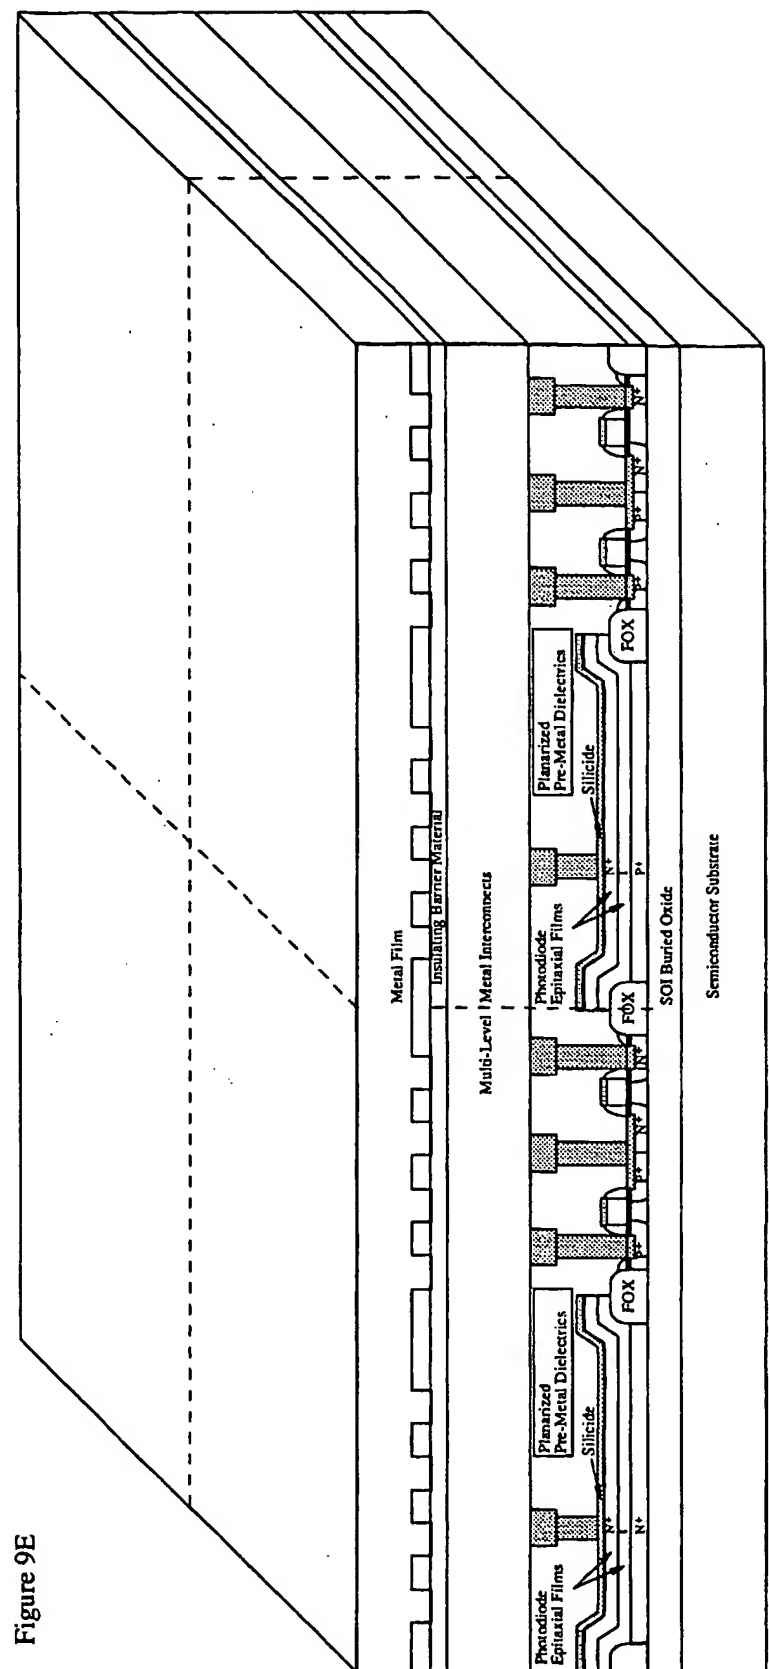 Figure 9E
Metal Film
Insulating Barrier Material
Multi-Level Metal Interconnects
Photodiode
Epitaxial Films
Planarized
Pre-Metal Dielectrics
Silicide
N+
I
N+
FOX
P+
P+
N+
N+
FOX
Photodiode
Epitaxial Films
Planarized
Pre-Metal Dielectrics
Silicide
N+
I
P+
FOX
P+
P+
N+
N+
SOI Buried Oxide
Semiconductor Substrate